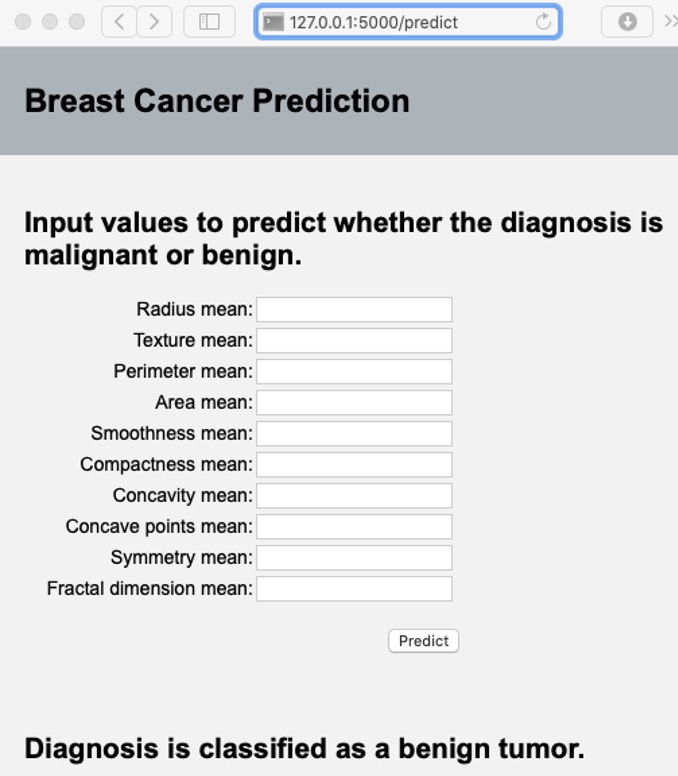 127.0.0.1:5000/predict
Breast Cancer Prediction
Input values to predict whether the diagnosis is
malignant or benign.
Radius mean:
Texture mean:
Perimeter mean:
Area mean:
Smoothness mean:
Compactness mean:
Concavity mean:
Concave points mean:
Symmetry mean:
Fractal dimension mean:
Predict
Diagnosis is classified as a benign tumor.